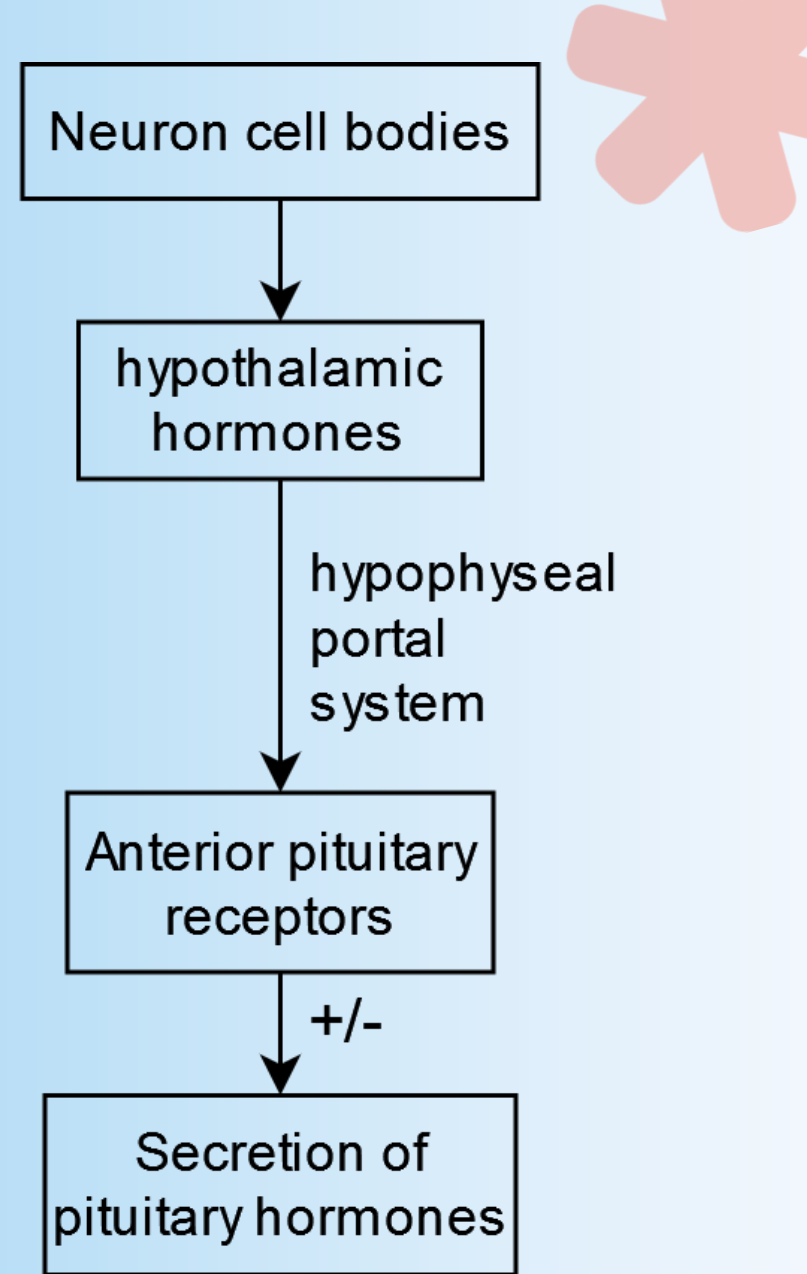 Neuron cell bodies
hypothalamic
hormones
hypophyseal
portal
system
Anterior pituitary
receptors
+/-
Secretion of
pituitary hormones